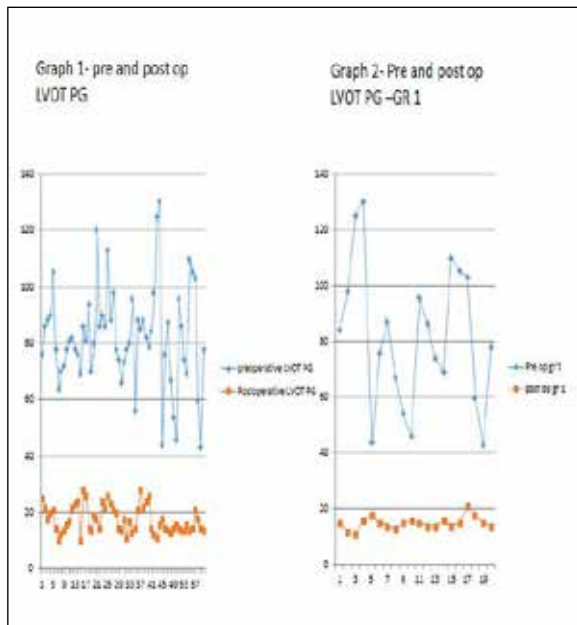 Graph 1- pre and post op
LVOT PG
Graph 2- Pre and post op
LVOT PG –GR 1
140
120
100
80
60
40
20
0
preoperative LVOT PG
Postoperative LVOT PG
140
120
100
80
60
40
20
0
Pre op gr1
1 3 5 7 9 11 13 15 17 19